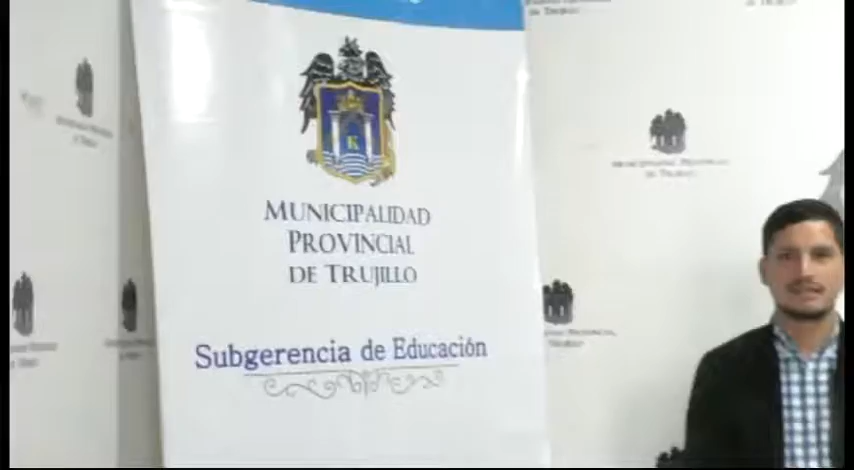 MUNICIPALIDAD
PROVINCIAL
DE TRUJILLO
Subgerencia de Educación
K